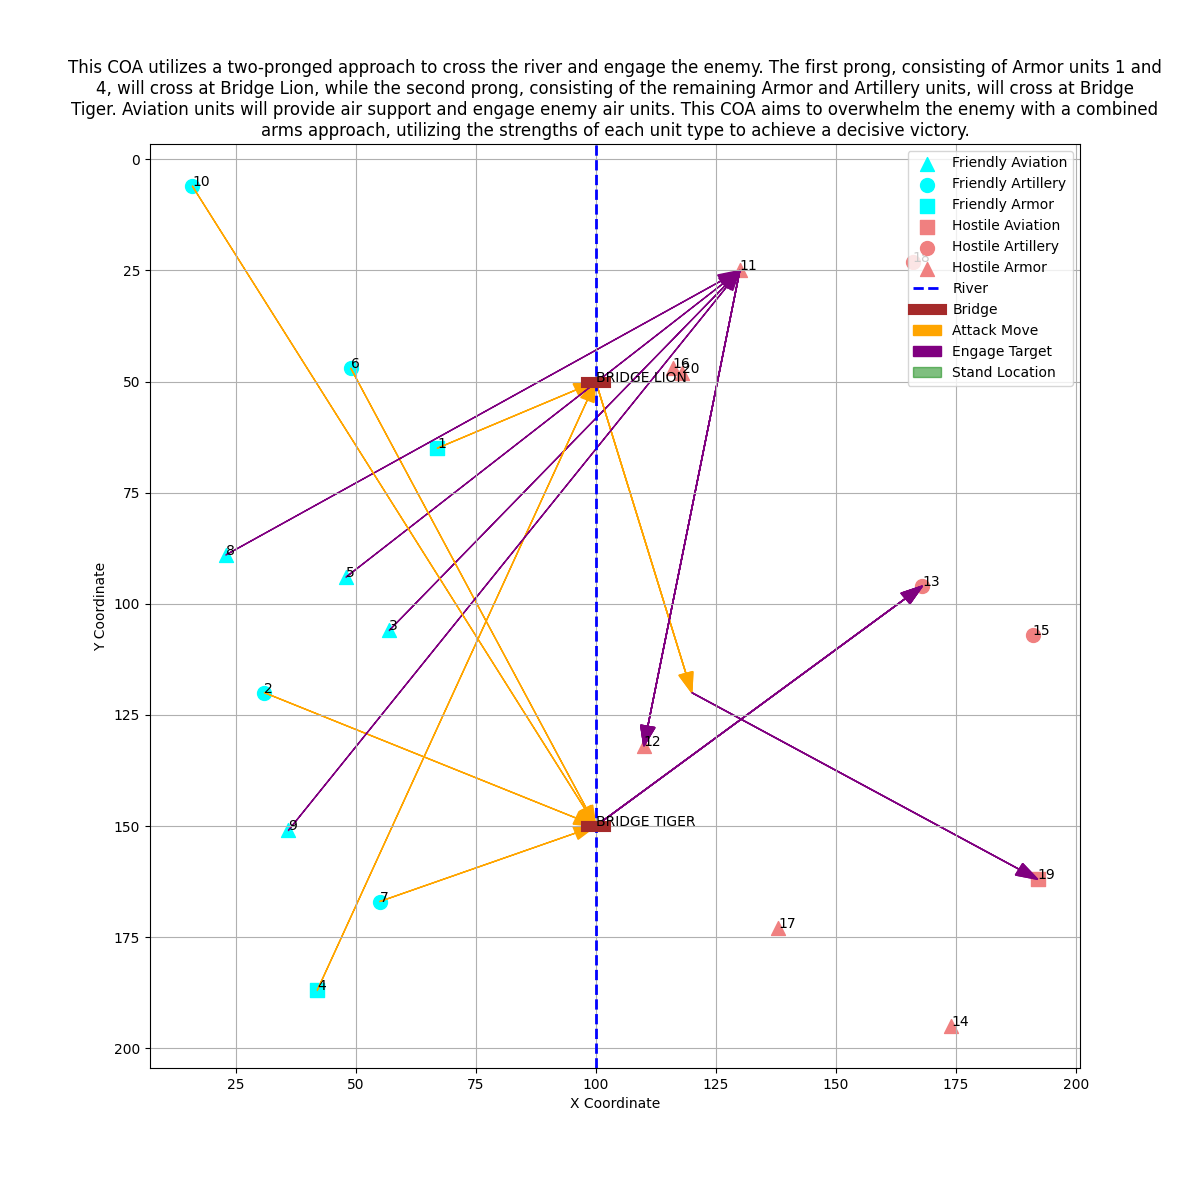 This COA utilizes a two-pronged approach to cross the river and engage the enemy. The first prong, consisting of Armor units 1 and
4, will cross at Bridge Lion, while the second prong, consisting of the remaining Armor and Artillery units, will cross at Bridge
Tiger. Aviation units will provide air support and engage enemy air units. This COA aims to overwhelm the enemy with a combined
arms approach, utilizing the strengths of each unit type to achieve a decisive victory.
Friendly Aviation
Friendly Artillery
Friendly Armor
Hostile Aviation
Hostile Artillery
Hostile Armor
River
Bridge
Attack Move
Engage Target
Stand Location
0
25
50
75
100
125
150
175
200
Y Coordinate
10
11
18
6
16
20
BRIDGE LION
1
8
5
13
3
15
2
12
9
BRIDGE TIGER
19
7
17
4
14
25
50
75
100
125
150
175
200
X Coordinate